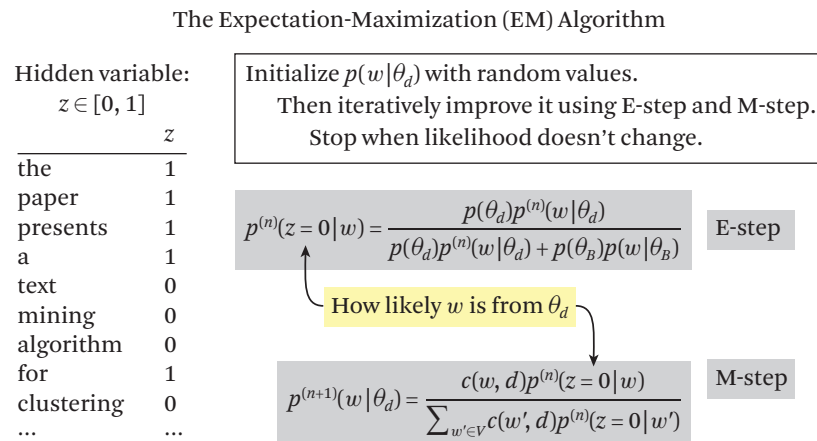 The Expectation-Maximization (EM) Algorithm
Hidden variable:
z ∈ [0, 1]
z
the 1
paper 1
presents 1
a 1
text 0
mining 0
algorithm 0
for 1
clustering 0
... ...
Initialize p(w|θ_d) with random values.
Then iteratively improve it using E-step and M-step.
Stop when likelihood doesn't change.
p^(n)(z = 0|w) = p(θ_d)p^(n)(w|θ_d) / p(θ_d)p^(n)(w|θ_d) + p(θ_B)p(w|θ_B)
E-step
How likely w is from θ_d
p^(n+1)(w|θ_d) = c(w, d)p^(n)(z = 0|w) / ∑_w′∈V c(w′, d)p^(n)(z = 0|w′)
M-step